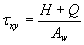 τxy = (H + Q) / Aw